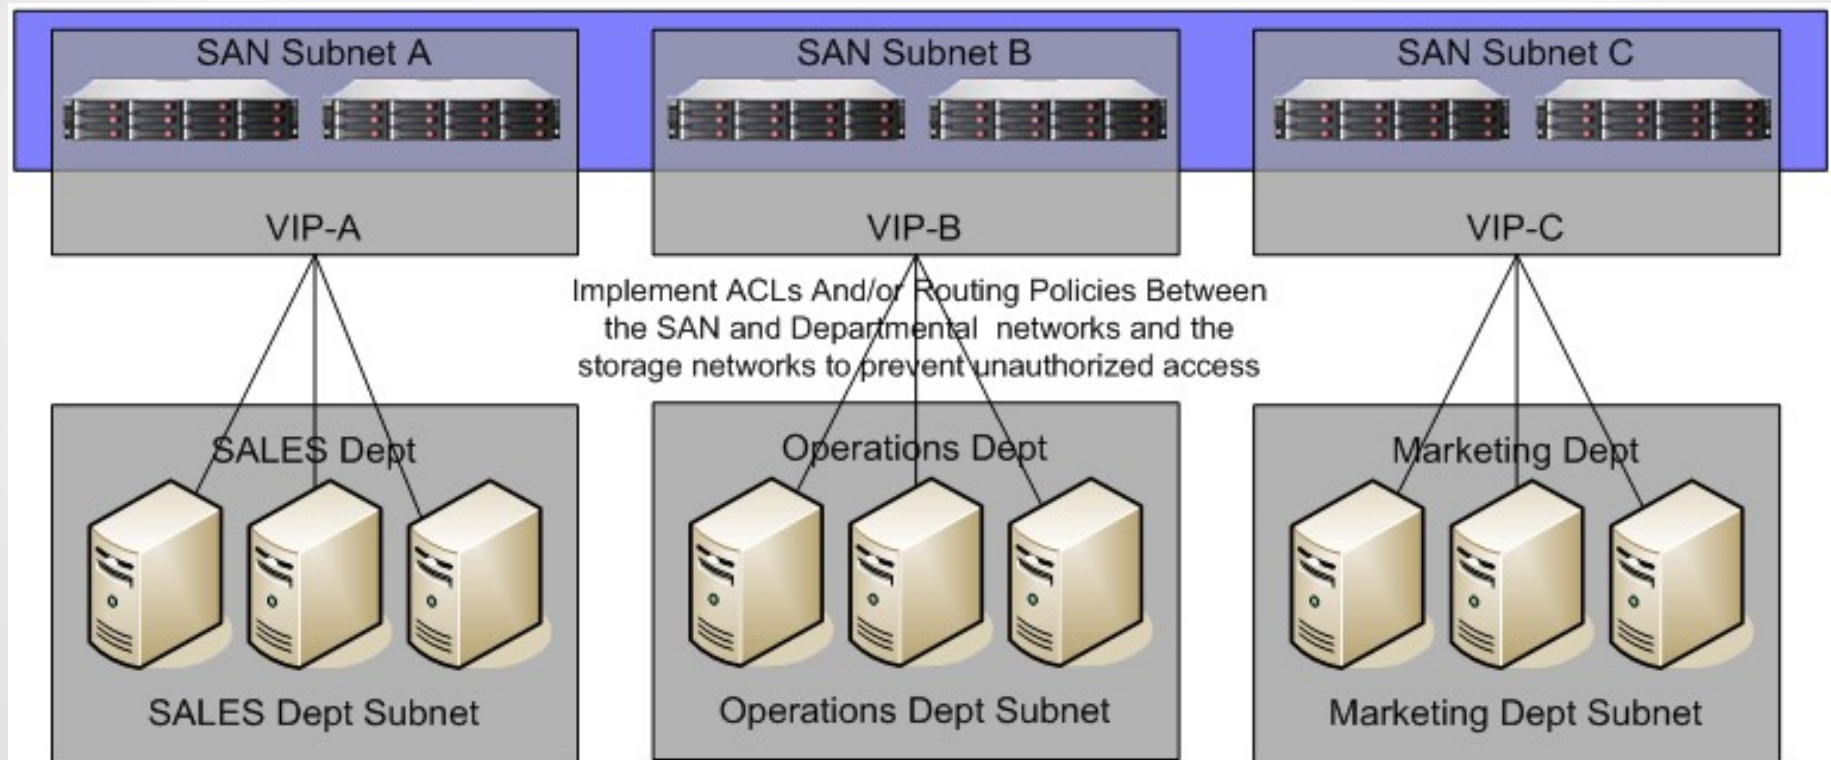 SAN Subnet A
SAN Subnet B
SAN Subnet C
VIP-A
VIP-B
VIP-C
Implement ACLs And/or Routing Policies Between
the SAN and Departmental networks and the
storage networks to prevent unauthorized access
SALES Dept
Operations Dept
Marketing Dept
SALES Dept Subnet
Operations Dept Subnet
Marketing Dept Subnet